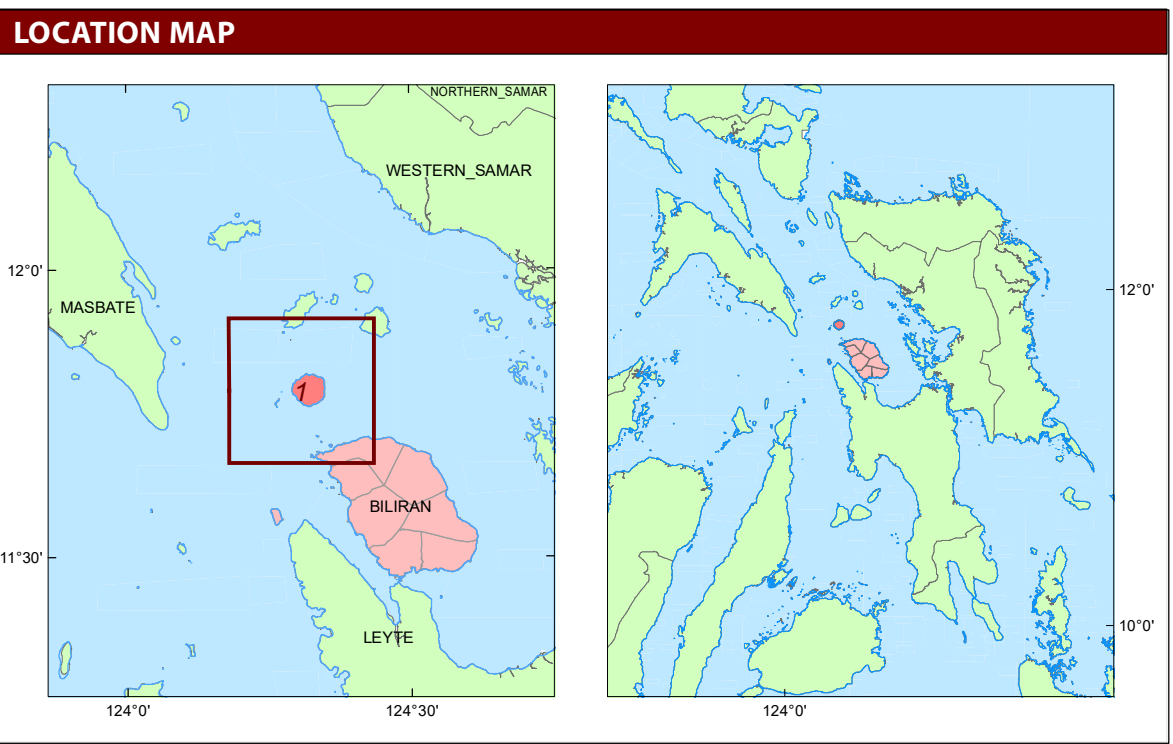 LOCATION MAP
NORTHERN_SAMAR
WESTERN_SAMAR
12°0'
MASBATE
1
BILIRAN
11°30'
LEYTE
124°0'
124°30'
12°0'
10°0'
124°0'